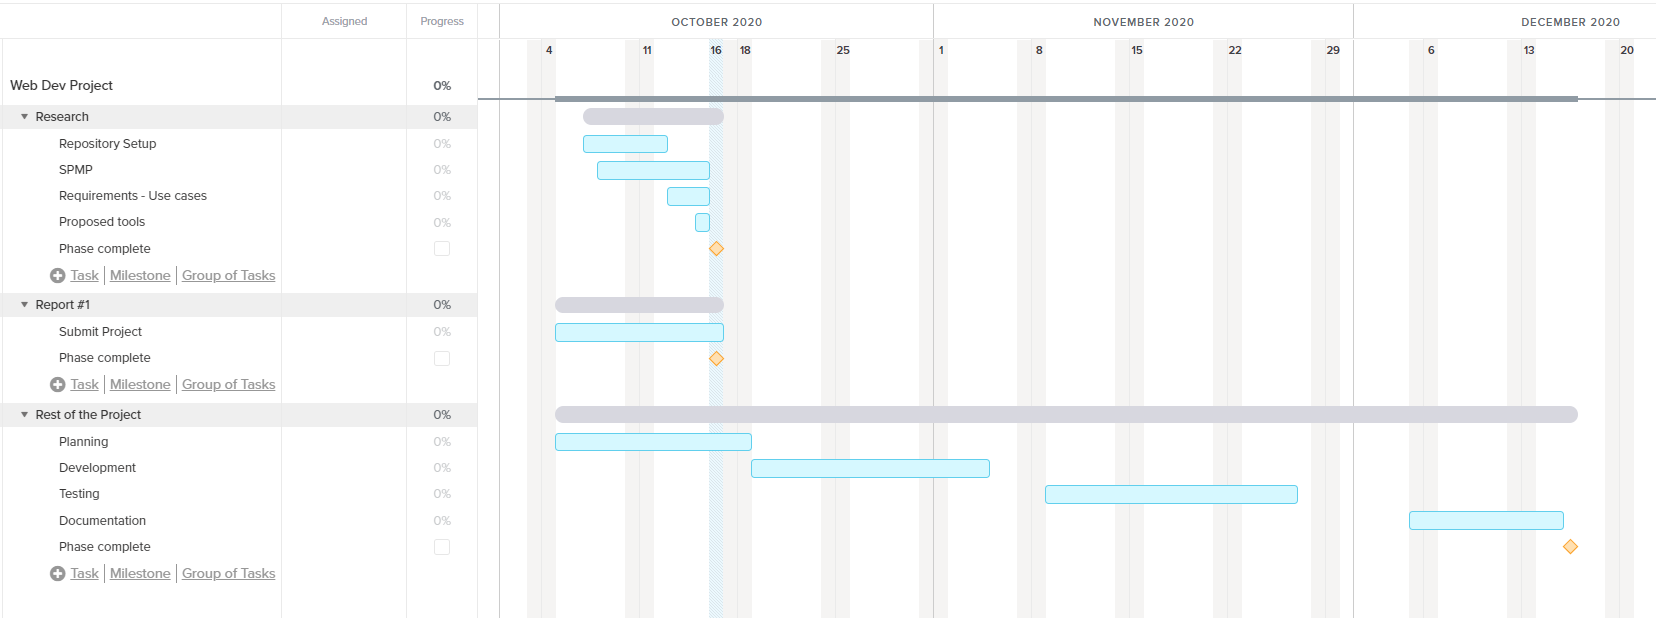 Assigned Progress OCTOBER 2020 NOVEMBER 2020 DECEMBER 2020
4 11 16 18 25 1 8 15 22 29 6 13 20
Web Dev Project 0%
Research 0%
Repository Setup 0%
SPMP 0%
Requirements - Use cases 0%
Proposed tools 0%
Phase complete
Task Milestone Group of Tasks
Report #1 0%
Submit Project 0%
Phase complete
Task Milestone Group of Tasks
Rest of the Project 0%
Planning 0%
Development 0%
Testing 0%
Documentation 0%
Phase complete
Task Milestone Group of Tasks